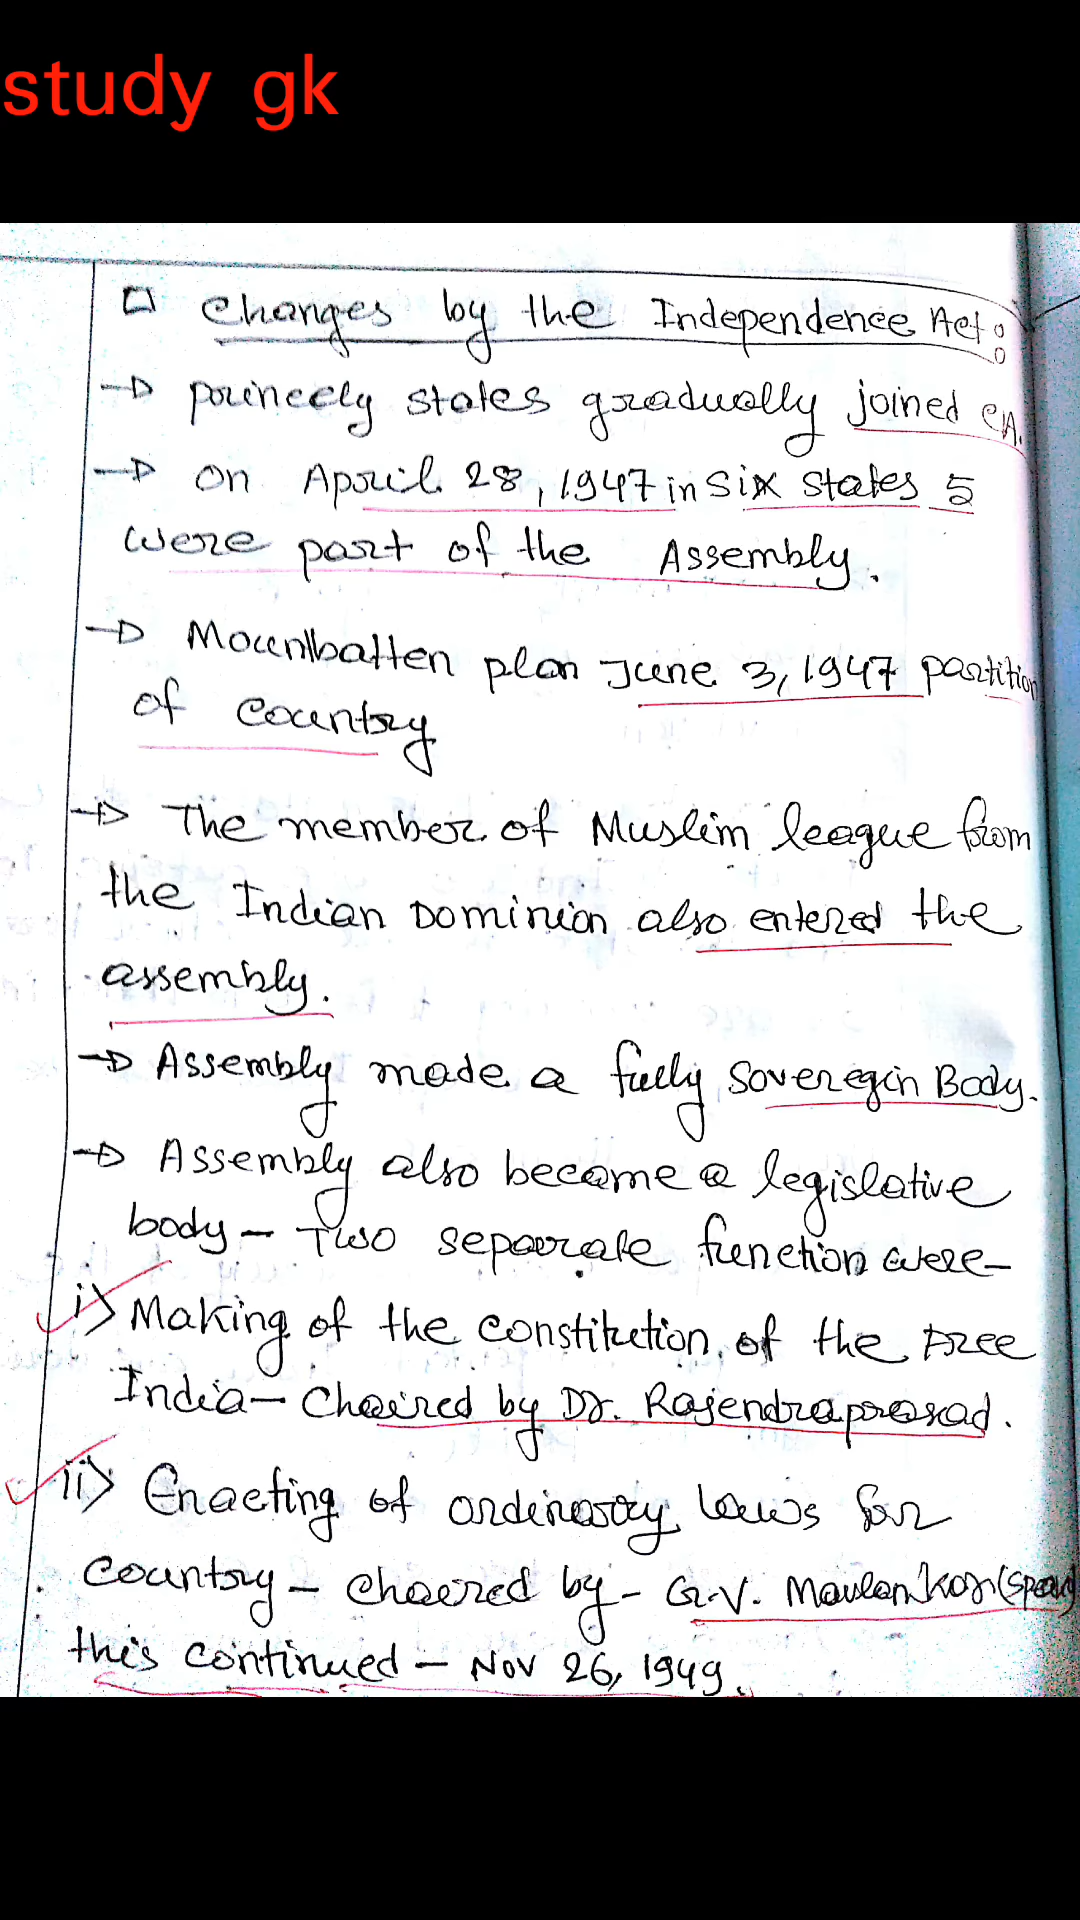 study gk
□ Changes by the Independence Act:
→ princely states gradually joined CA.
→ on April 28, 1947 in six states 5
were part of the Assembly.
→ Mountbatten plan June 3, 1947 partition
of country
→ The member of Muslim league from
the Indian Dominion also entered the
assembly.
→ Assembly made a fully Soveregin Body.
→ Assembly also became a legislative
body – Two separate function were–
i) Making of the constitution of the Free
India – Chaired by Dr. Rajendraprasad.
ii) Enacting of ordinary laws for
country – chaired by – G.V. Mavlankar (
this continued – Nov 26, 1949.